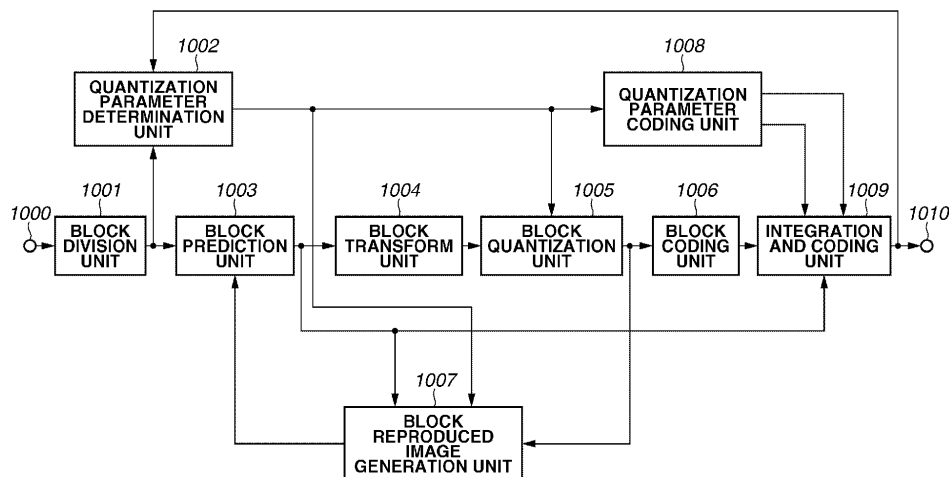 1002
QUANTIZATION
PARAMETER
DETERMINATION
UNIT
1008
QUANTIZATION
PARAMETER
CODING UNIT
1000
1001
BLOCK
DIVISION
UNIT
1003
BLOCK
PREDICTION
UNIT
1004
BLOCK
TRANSFORM
UNIT
1005
BLOCK
QUANTIZATION
UNIT
1006
BLOCK
CODING
UNIT
1009
INTEGRATION
AND CODING
UNIT
1010
1007
BLOCK
REPRODUCED
IMAGE
GENERATION UNIT